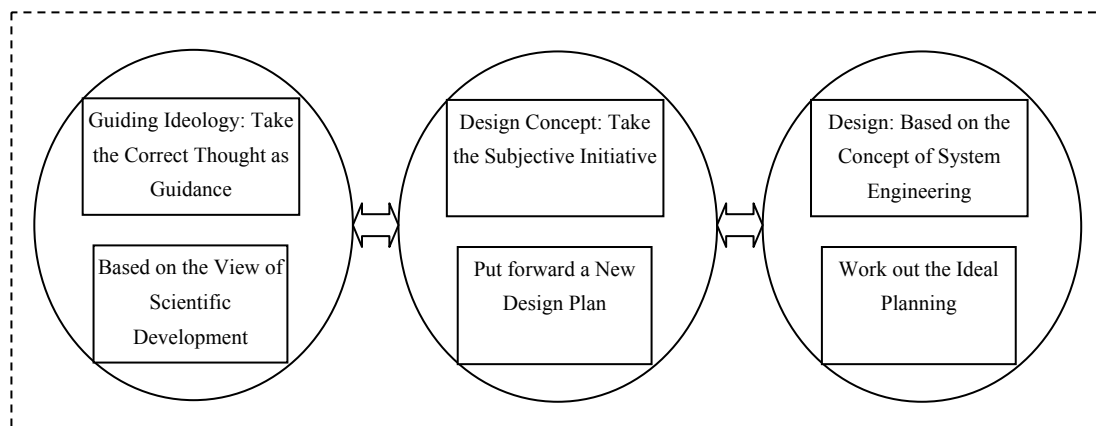 Guiding Ideology: Take
the Correct Thought as
Guidance
Based on the View of
Scientific
Development
Design Concept: Take
the Subjective Initiative
Put forward a New
Design Plan
Design: Based on the
Concept of System
Engineering
Work out the Ideal
Planning